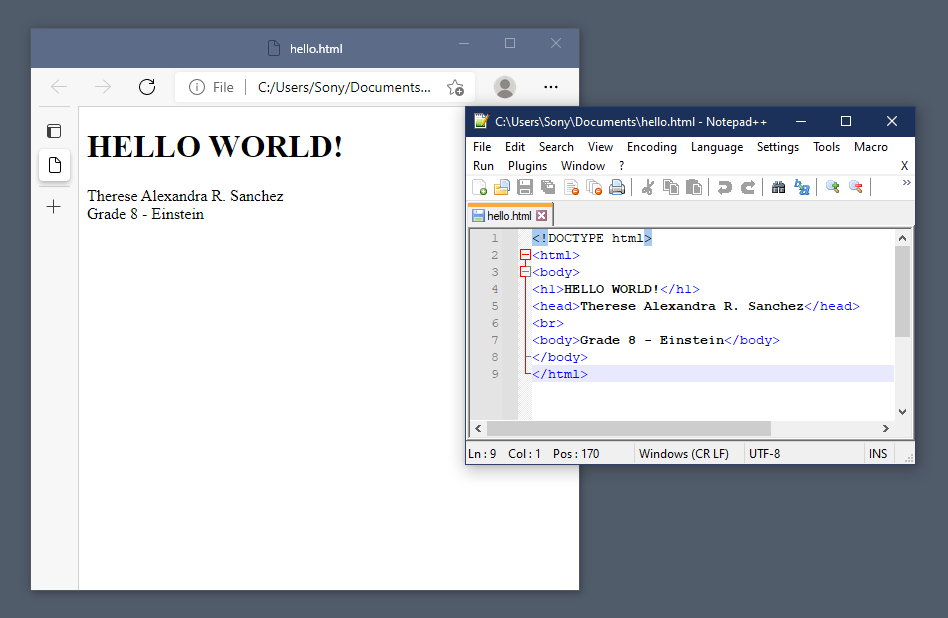 hello.html
File
C:/Users/Sony/Documents...
HELLO WORLD!
Therese Alexandra R. Sanchez
Grade 8 - Einstein
C:\Users\Sony\Documents\hello.html - Notepad++
File Edit Search View Encoding Language Settings Tools Macro
Run Plugins Window ? X
hello.html
1 <!DOCTYPE html>
2 <html>
3 <body>
4 <h1>HELLO WORLD!</h1>
5 <head>Therese Alexandra R. Sanchez</head>
6 <br>
7 <body>Grade 8 - Einstein</body>
8 </body>
9 </html>
Ln : 9 Col : 1 Pos : 170 Windows (CR LF) UTF-8 INS